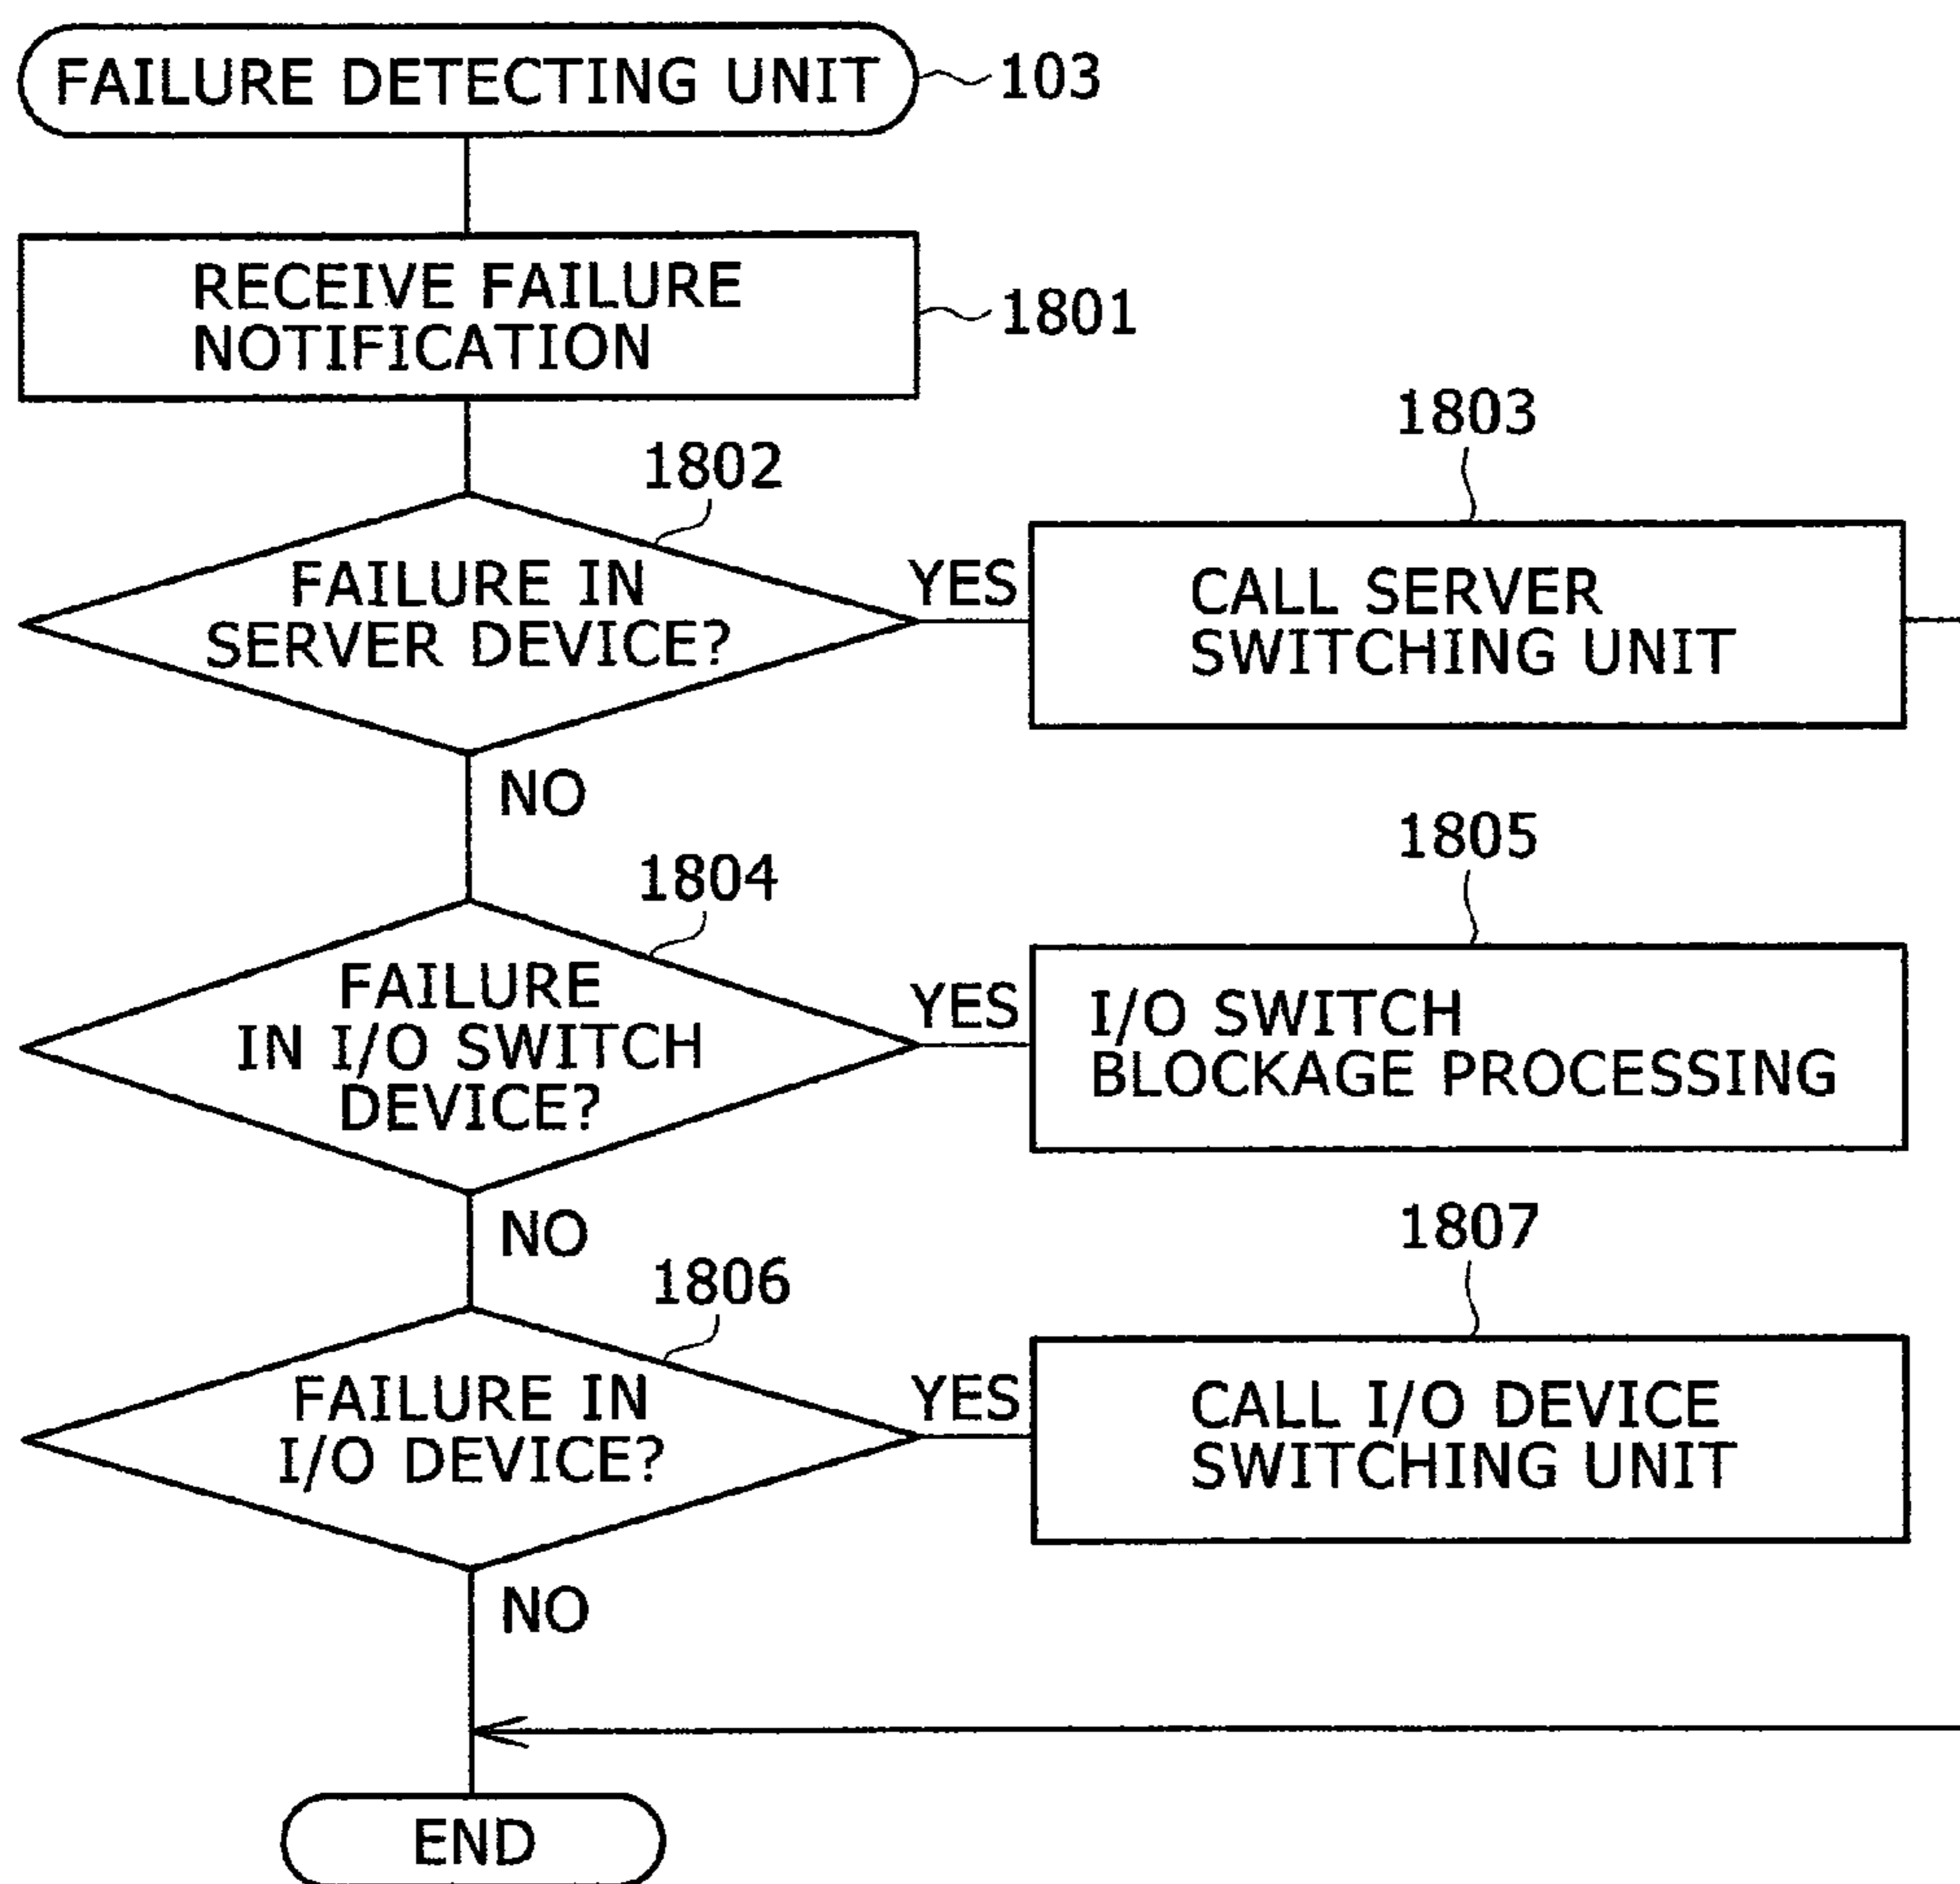 FAILURE DETECTING UNIT
103
RECEIVE FAILURE
NOTIFICATION
1801
1802
1803
FAILURE IN
SERVER DEVICE?
YES
CALL SERVER
SWITCHING UNIT
NO
1804
1805
FAILURE
IN I/O SWITCH
DEVICE?
YES
I/O SWITCH
BLOCKAGE PROCESSING
NO
1806
1807
FAILURE IN
I/O DEVICE?
YES
CALL I/O DEVICE
SWITCHING UNIT
NO
END